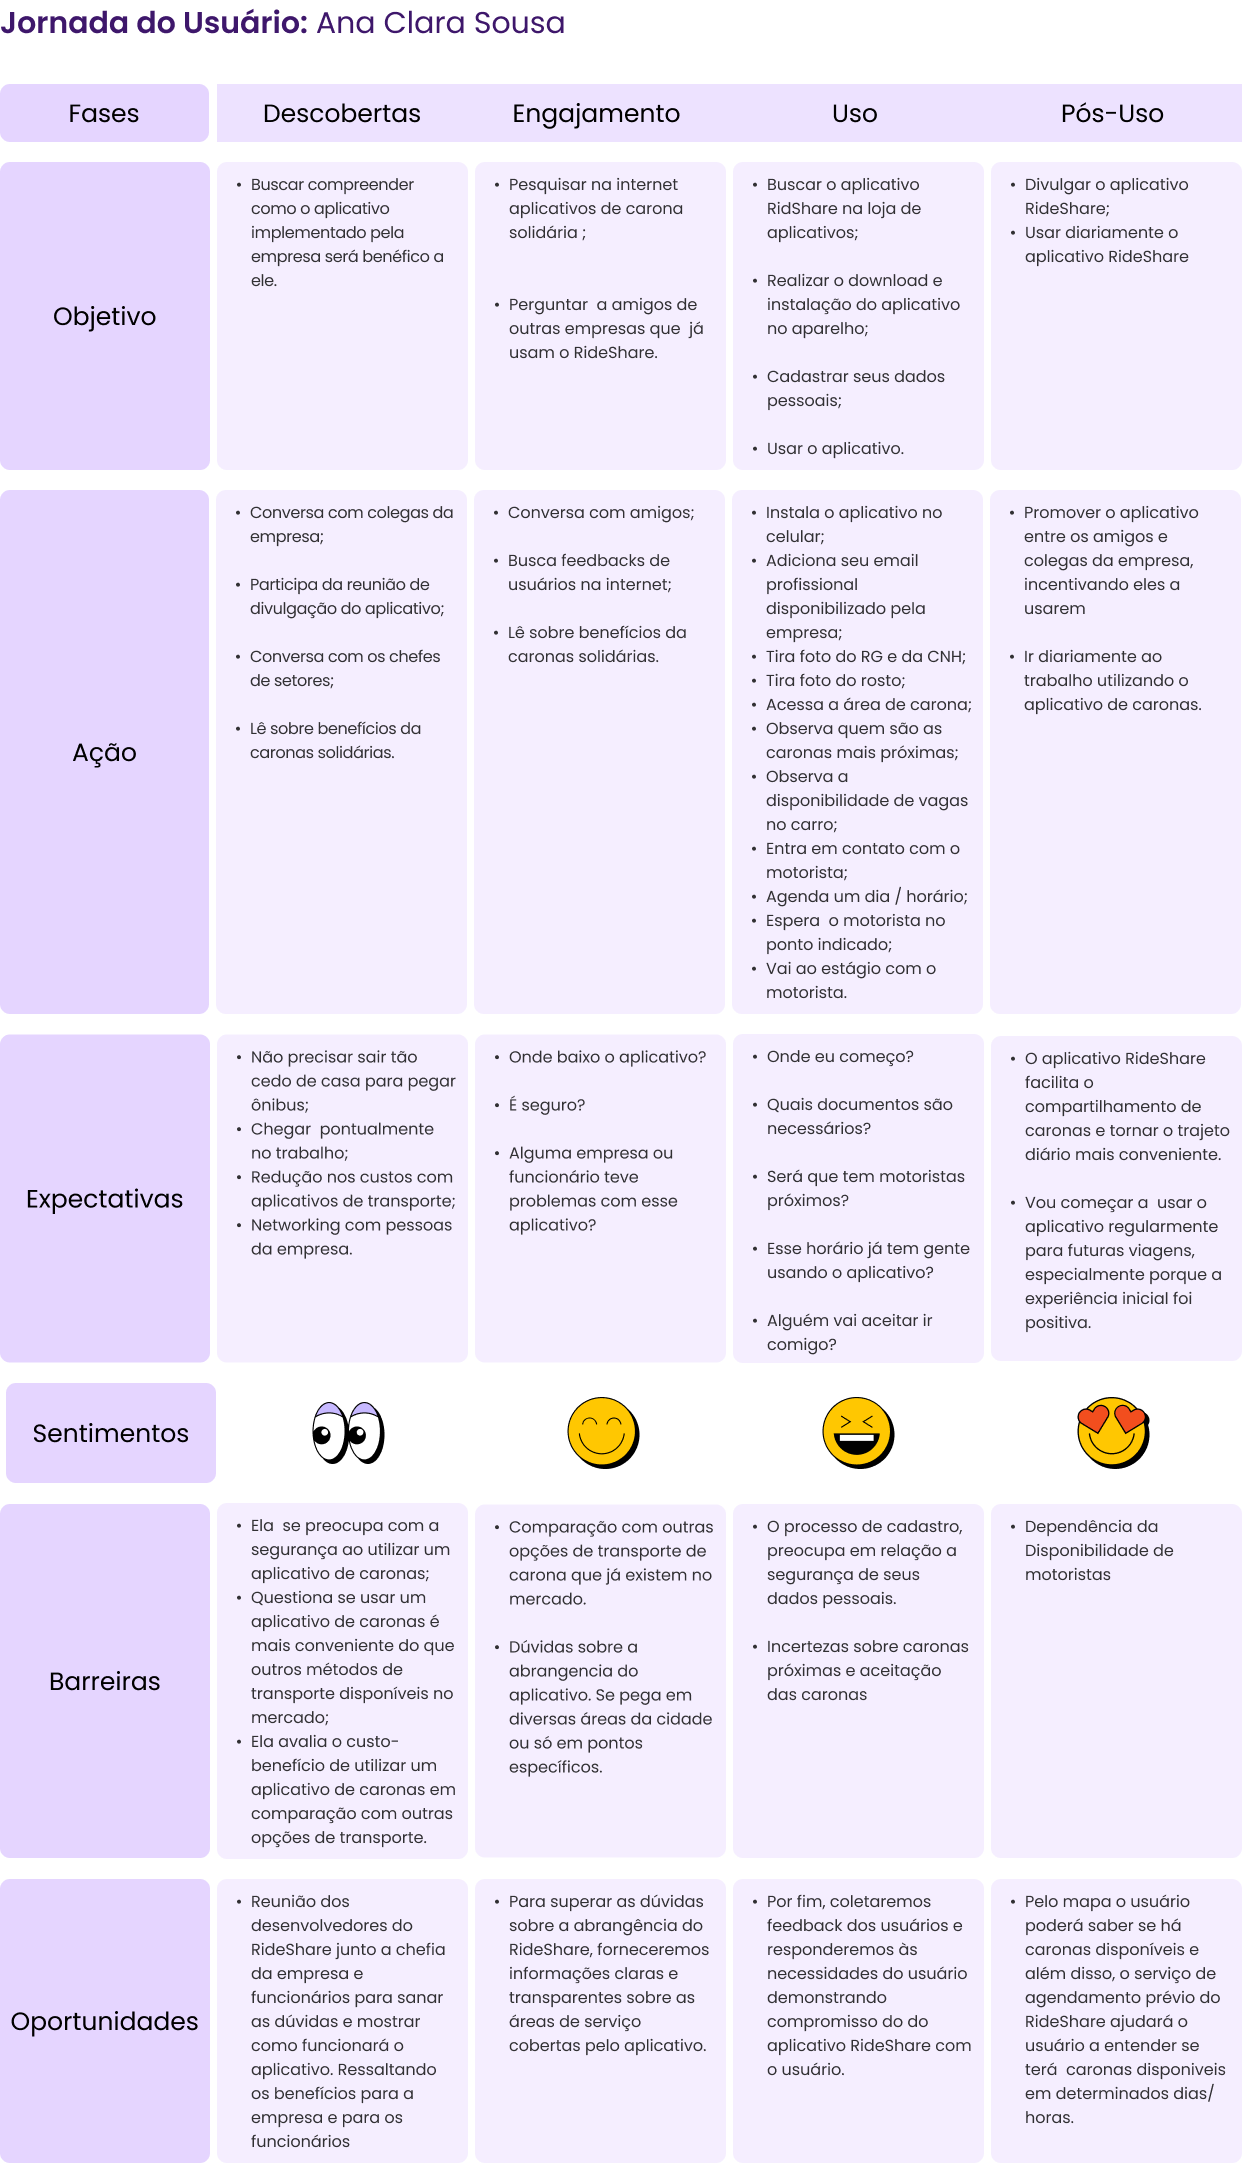 Jornada do Usuário: Ana Clara Sousa
Fases
Descobertas
Engajamento
Uso
Pós-Uso
Objetivo
• Buscar compreender
como o aplicativo
implementado pela
empresa será benéfico a
ele.
• Pesquisar na internet
aplicativos de carona
solidária ;
• Perguntar  a amigos de
outras empresas que  já
usam o RideShare.
• Buscar o aplicativo
RidShare na loja de
aplicativos;
• Realizar o download e
instalação do aplicativo
no aparelho;
• Cadastrar seus dados
pessoais;
• Usar o aplicativo.
• Divulgar o aplicativo
RideShare;
• Usar diariamente o
aplicativo RideShare
Ação
• Conversa com colegas da
empresa;
• Participa da reunião de
divulgação do aplicativo;
• Conversa com os chefes
de setores;
• Lê sobre benefícios da
caronas solidárias.
• Conversa com amigos;
• Busca feedbacks de
usuários na internet;
• Lê sobre benefícios da
caronas solidárias.
• Instala o aplicativo no
celular;
• Adiciona seu email
profissional
disponibilizado pela
empresa;
• Tira foto do RG e da CNH;
• Tira foto do rosto;
• Acessa a área de carona;
• Observa quem são as
caronas mais próximas;
• Observa a
disponibilidade de vagas
no carro;
• Entra em contato com o
motorista;
• Agenda um dia / horário;
• Espera  o motorista no
ponto indicado;
• Vai ao estágio com o
motorista.
• Promover o aplicativo
entre os amigos e
colegas da empresa,
incentivando eles a
usarem
• Ir diariamente ao
trabalho utilizando o
aplicativo de caronas.
Expectativas
• Não precisar sair tão
cedo de casa para pegar
ônibus;
• Chegar  pontualmente
no trabalho;
• Redução nos custos com
aplicativos de transporte;
• Networking com pessoas
da empresa.
• Onde baixo o aplicativo?
• É seguro?
• Alguma empresa ou
funcionário teve
problemas com esse
aplicativo?
• Onde eu começo?
• Quais documentos são
necessários?
• Será que tem motoristas
próximos?
• Esse horário já tem gente
usando o aplicativo?
• Alguém vai aceitar ir
comigo?
• O aplicativo RideShare
facilita o
compartilhamento de
caronas e tornar o trajeto
diário mais conveniente.
• Vou começar a  usar o
aplicativo regularmente
para futuras viagens,
especialmente porque a
experiência inicial foi
positiva.
Sentimentos
Barreiras
• Ela  se preocupa com a
segurança ao utilizar um
aplicativo de caronas;
• Questiona se usar um
aplicativo de caronas é
mais conveniente do que
outros métodos de
transporte disponíveis no
mercado;
• Ela avalia o custo-
benefício de utilizar um
aplicativo de caronas em
comparação com outras
opções de transporte.
• Comparação com outras
opções de transporte de
carona que já existem no
mercado.
• Dúvidas sobre a
abrangencia do
aplicativo. Se pega em
diversas áreas da cidade
ou só em pontos
específicos.
• O processo de cadastro,
preocupa em relação a
segurança de seus
dados pessoais.
• Incertezas sobre caronas
próximas e aceitação
das caronas
• Dependência da
Disponibilidade de
motoristas
Oportunidades
• Reunião dos
desenvolvedores do
RideShare junto a chefia
da empresa e
funcionários para sanar
as dúvidas e mostrar
como funcionará o
aplicativo. Ressaltando
os benefícios para a
empresa e para os
funcionários
• Para superar as dúvidas
sobre a abrangência do
RideShare, forneceremos
informações claras e
transparentes sobre as
áreas de serviço
cobertas pelo aplicativo.
• Por fim, coletaremos
feedback dos usuários e
responderemos às
necessidades do usuário
demonstrando
compromisso do do
aplicativo RideShare com
o usuário.
• Pelo mapa o usuário
poderá saber se há
caronas disponíveis e
além disso, o serviço de
agendamento prévio do
RideShare ajudará o
usuário a entender se
terá  caronas disponiveis
em determinados dias/
horas.